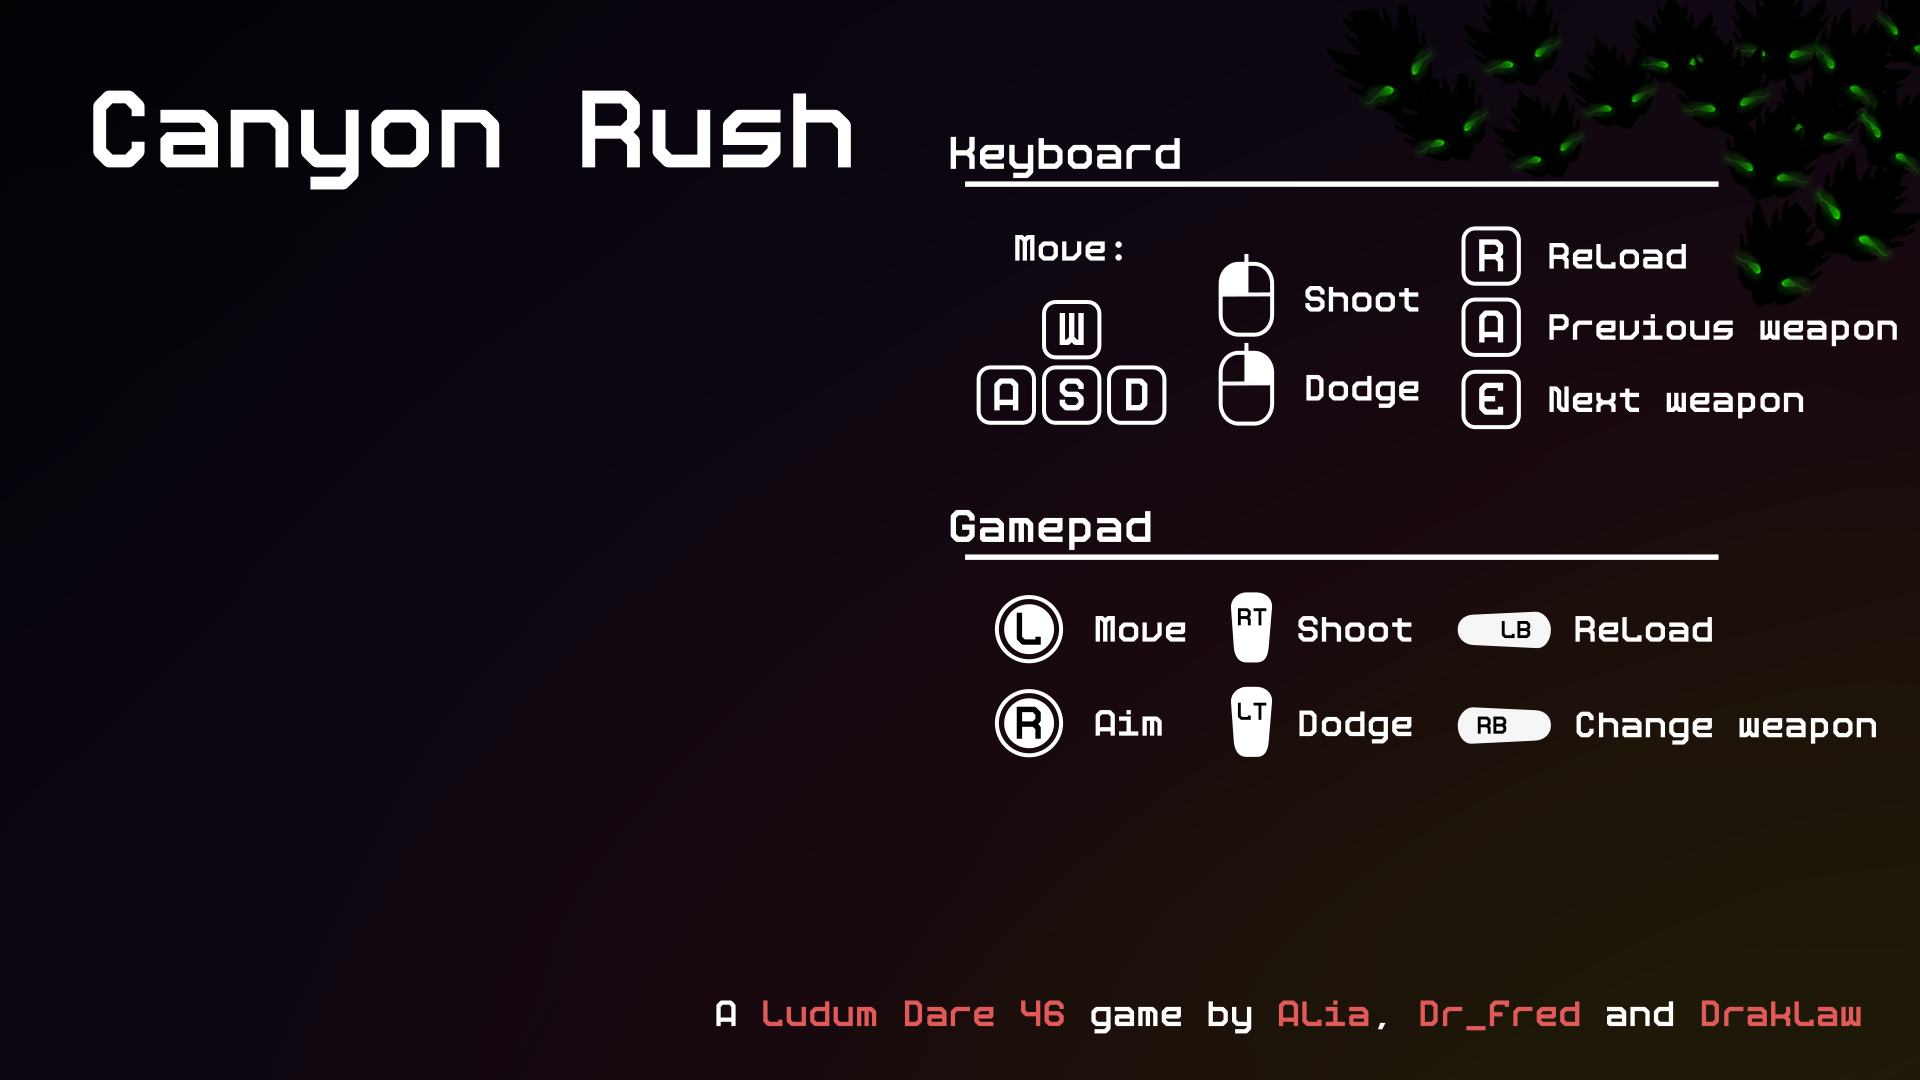 Canyon Rush
Keyboard
Move:
W
A S D
Shoot
Dodge
R Reload
A Previous weapon
E Next weapon
Gamepad
L Move RT Shoot LB Reload
R Aim LT Dodge RB Change weapon
A Ludum Dare 46 game by Alia, Dr_Fred and Draklaw